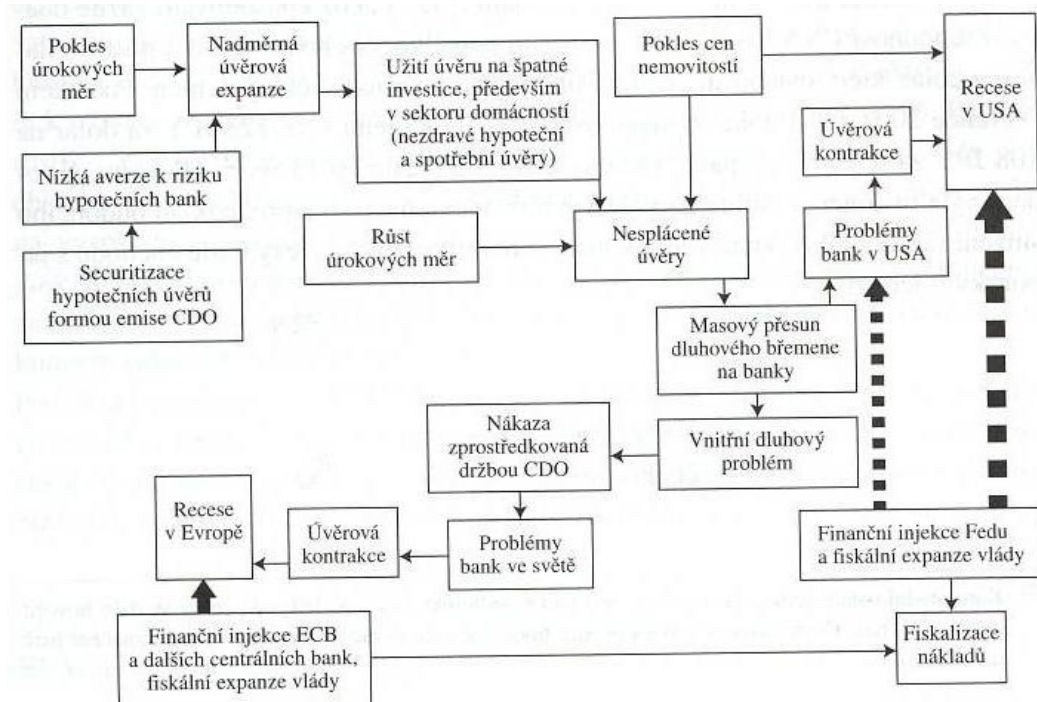 Pokles
úrokových
měr
Nadměrná
úvěrová
expanze
Užití úvěru na špatné
investice, především
v sektoru domácností
(nezdravé hypoteční
a spotřební úvěry)
Pokles cen
nemovitostí
Recese
v USA
Úvěrová
kontrakce
Nízká averze k riziku
hypotečních bank
Růst
úrokových měr
Nesplácené
úvěry
Problémy
bank v USA
Securitizace
hypotečních úvěrů
formou emise CDO
Masový přesun
dluhového břemene
na banky
Nákaza
zprostředkovaná
držbou CDO
Vnitřní dluhový
problém
Recese
v Evropě
Úvěrová
kontrakce
Problémy
bank ve světě
Finanční injekce Fedu
a fiskální expanze vlády
Finanční injekce ECB
a dalších centrálních bank,
fiskální expanze vlády
Fiskalizace
nákladů